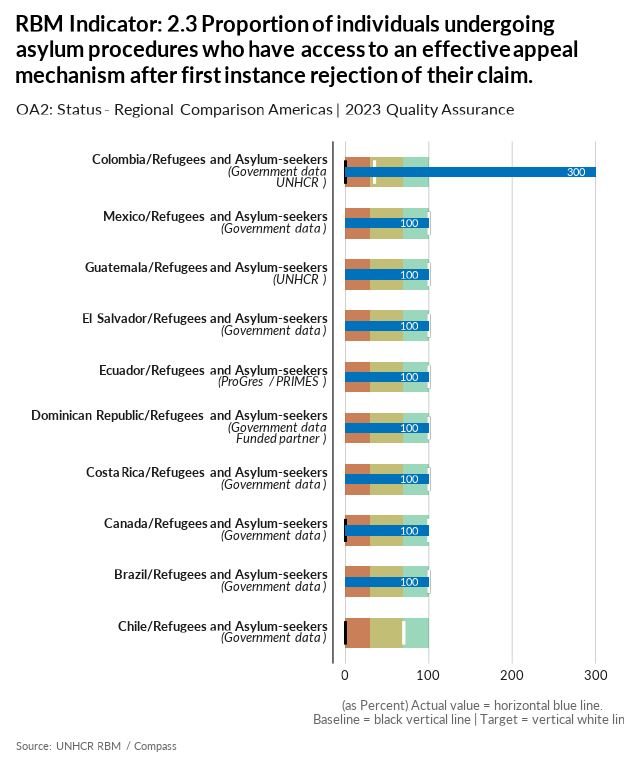 RBM Indicator: 2.3 Proportion of individuals undergoing
asylum procedures who have access to an effective appeal
mechanism after first instance rejection of their claim.
OA2: Status - Regional Comparison Americas | 2023 Quality Assurance
Colombia/Refugees and Asylum-seekers
(Government data
UNHCR )
300
Mexico/Refugees and Asylum-seekers
(Government data )
100
Guatemala/Refugees and Asylum-seekers
(UNHCR )
100
El Salvador/Refugees and Asylum-seekers
(Government data )
100
Ecuador/Refugees and Asylum-seekers
(ProGres / PRIMES )
100
Dominican Republic/Refugees and Asylum-seekers
(Government data
Funded partner )
100
Costa Rica/Refugees and Asylum-seekers
(Government data )
100
Canada/Refugees and Asylum-seekers
(Government data )
100
Brazil/Refugees and Asylum-seekers
(Government data )
100
Chile/Refugees and Asylum-seekers
(Government data )
0 100 200 300
(as Percent) Actual value = horizontal blue line.
Baseline = black vertical line | Target = vertical white lin
Source: UNHCR RBM / Compass